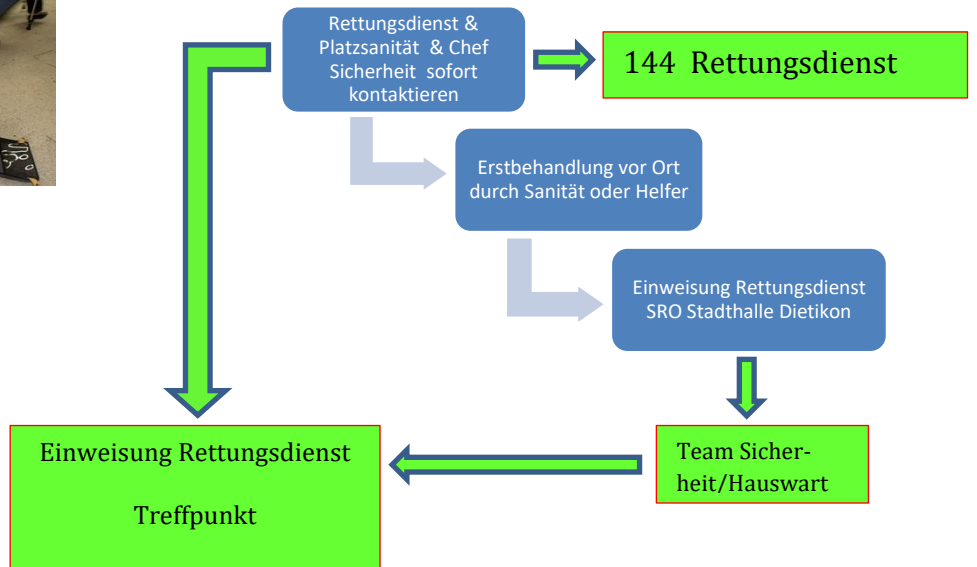 Rettungsdienst &
Platzsanität & Chef
Sicherheit sofort
kontaktieren
144 Rettungsdienst
Erstbehandlung vor Ort
durch Sanität oder Helfer
Einweisung Rettungsdienst
SRO Stadthalle Dietikon
Einweisung Rettungsdienst
Treffpunkt
Team Sicher-
heit/Hauswart